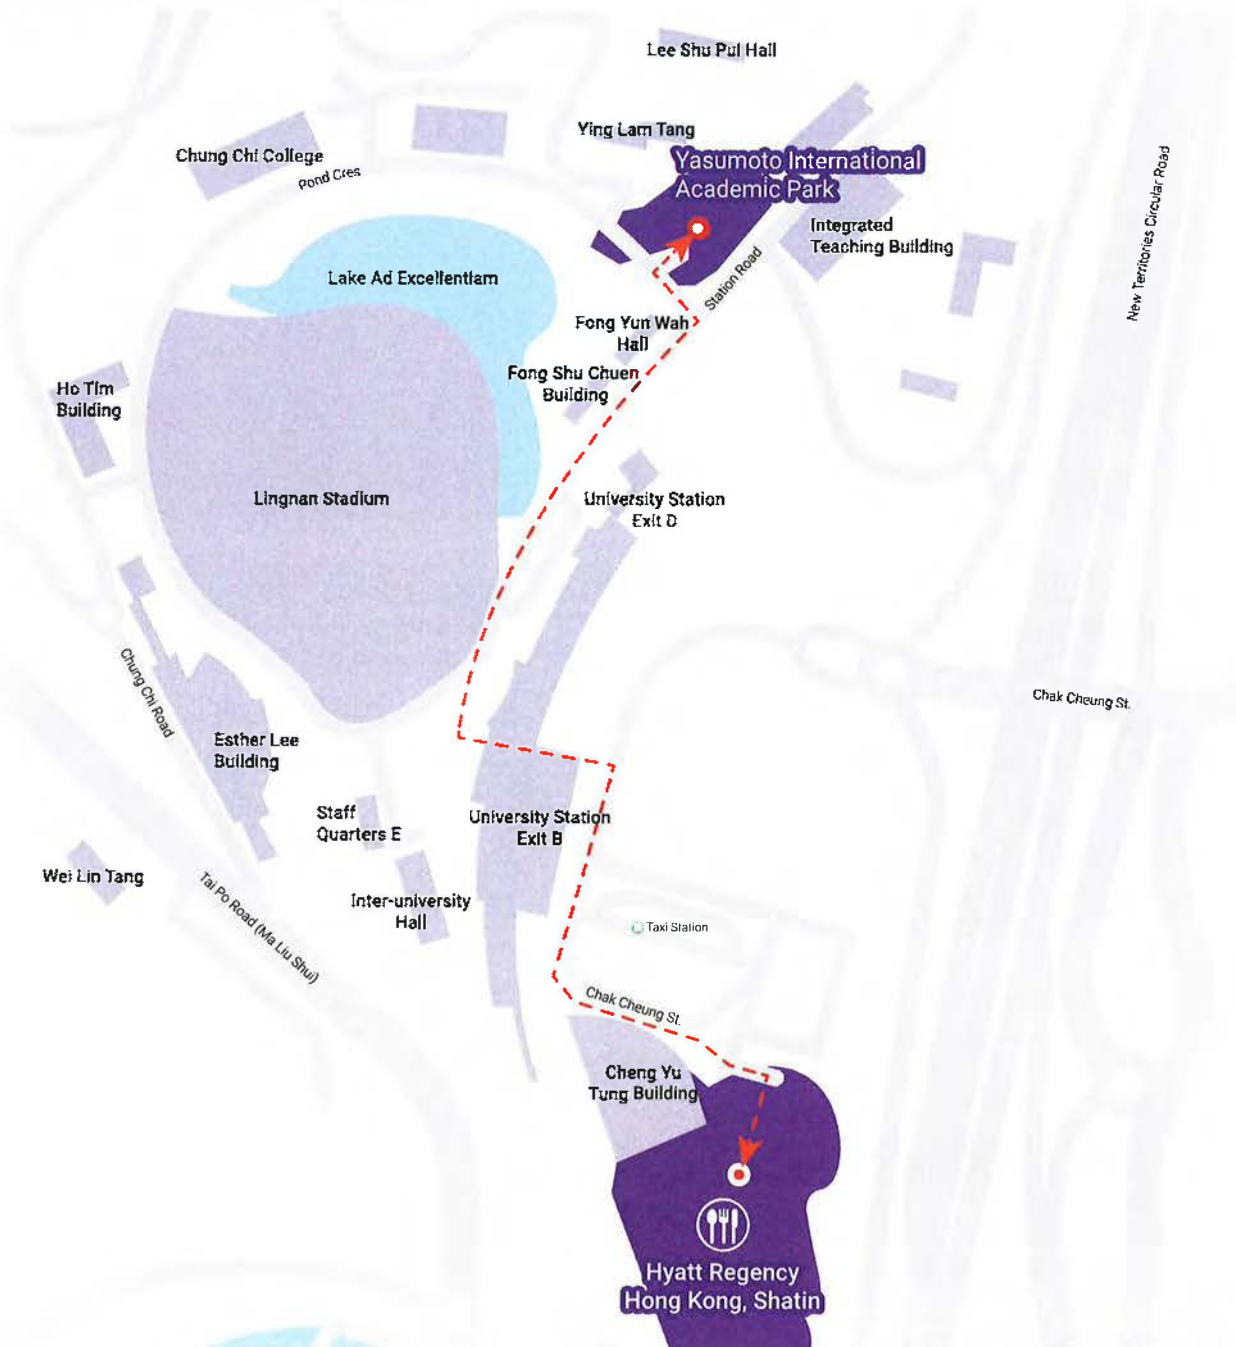 Lee Shu Pui Hall
Ying Lam Tang
Chung Chi College
Pond Cres
Yasumoto International
Academic Park
Integrated
Teaching Building
New Territories Circular Road
Lake Ad Excellentiam
Station Road
Fong Yun Wah
Hall
Fong Shu Chuen
Building
Ho Tim
Building
Lingnan Stadium
University Station
Exit D
Chung Chi Road
Chak Cheung St.
Esther Lee
Building
Staff
Quarters E
University Station
Exit B
Wei Lin Tang
Tai Po Road (Ma Liu Shui)
Inter-university
Hall
Taxi Station
Chak Cheung St.
Cheng Yu
Tung Building
Hyatt Regency
Hong Kong, Shatin